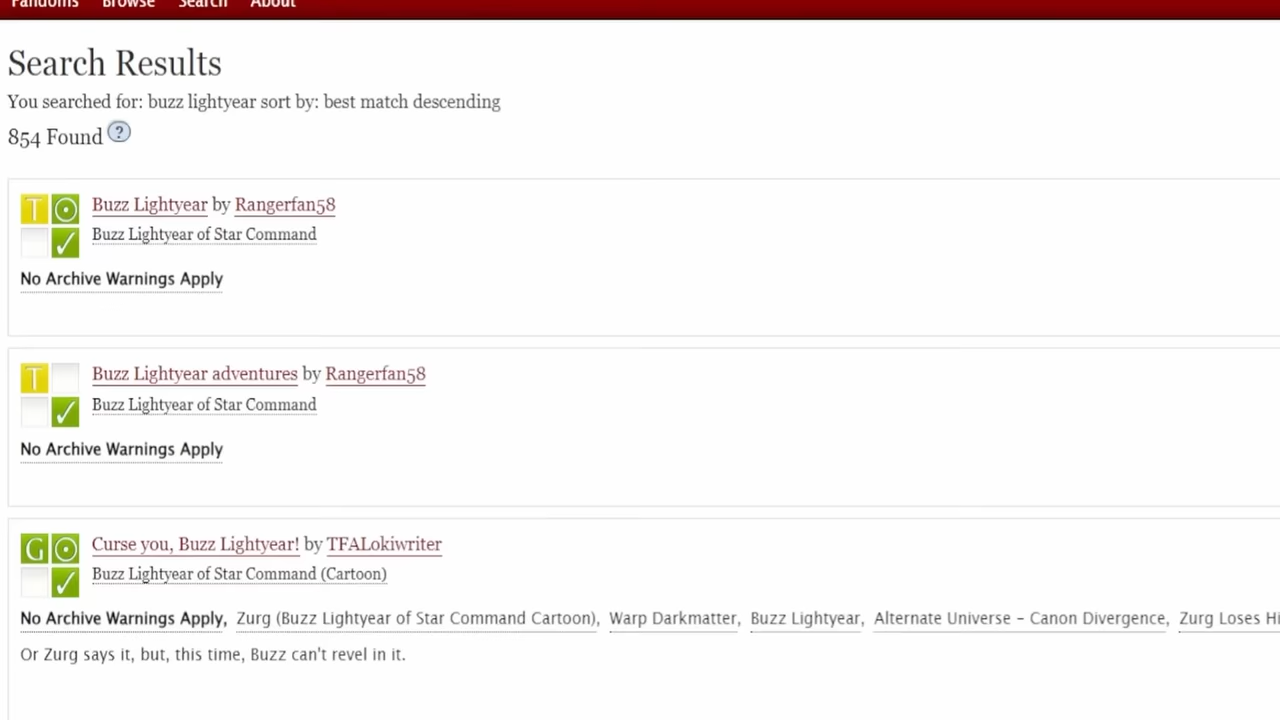 Fandoms Browse Search About
Search Results
You searched for: buzz lightyear sort by: best match descending
854 Found ?
T
Buzz Lightyear by Rangerfan58
Buzz Lightyear of Star Command
No Archive Warnings Apply
T
Buzz Lightyear adventures by Rangerfan58
Buzz Lightyear of Star Command
No Archive Warnings Apply
G
Curse you, Buzz Lightyear! by TFALokiwriter
Buzz Lightyear of Star Command (Cartoon)
No Archive Warnings Apply, Zurg (Buzz Lightyear of Star Command Cartoon), Warp Darkmatter, Buzz Lightyear, Alternate Universe - Canon Divergence, Zurg Loses Hi
Or Zurg says it, but, this time, Buzz can't revel in it.